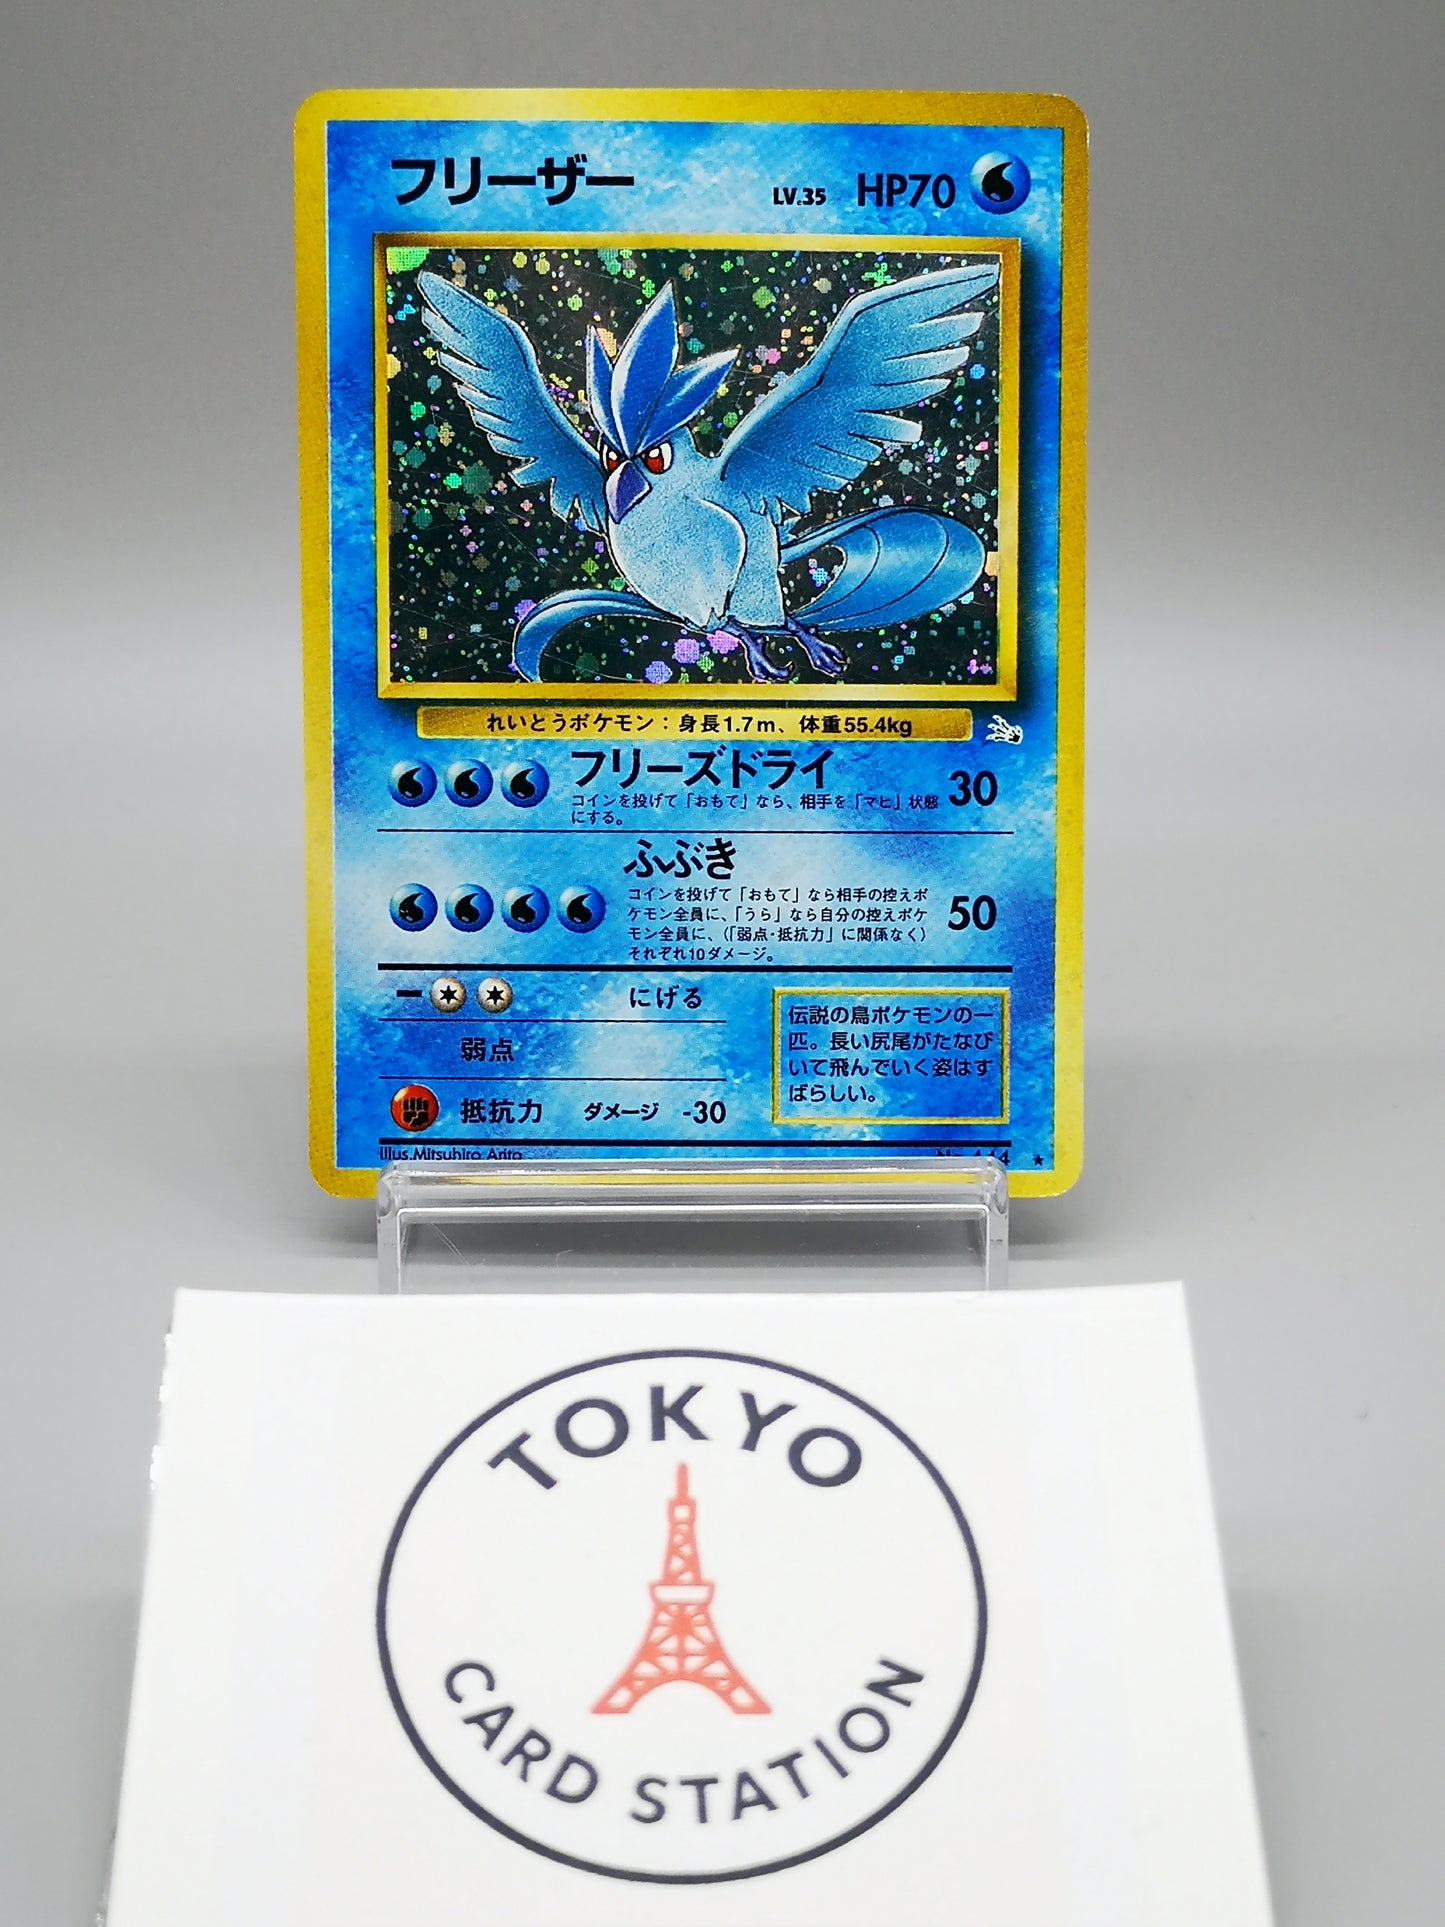 フリーザー LV.35 HP70
れいとうポケモン：身長1.7m、体重55.4kg
フリーズドライ 30
コインを投げて「おもて」なら、相手を「マヒ」状態
にする。
ふぶき
コインを投げて「おもて」なら相手の控えポ
ケモン全員に、「うら」なら自分の控えポケ
モン全員に、（「弱点・抵抗力」に関係なく）
それぞれ10ダメージ。
50
ー にげる
弱点
抵抗力 ダメージ -30
伝説の鳥ポケモンの一
匹。長い尻尾がたなび
いて飛んでいく姿はす
ばらしい。
Illus.Mitsuhiro Arita
TOKYO
CARD STATION